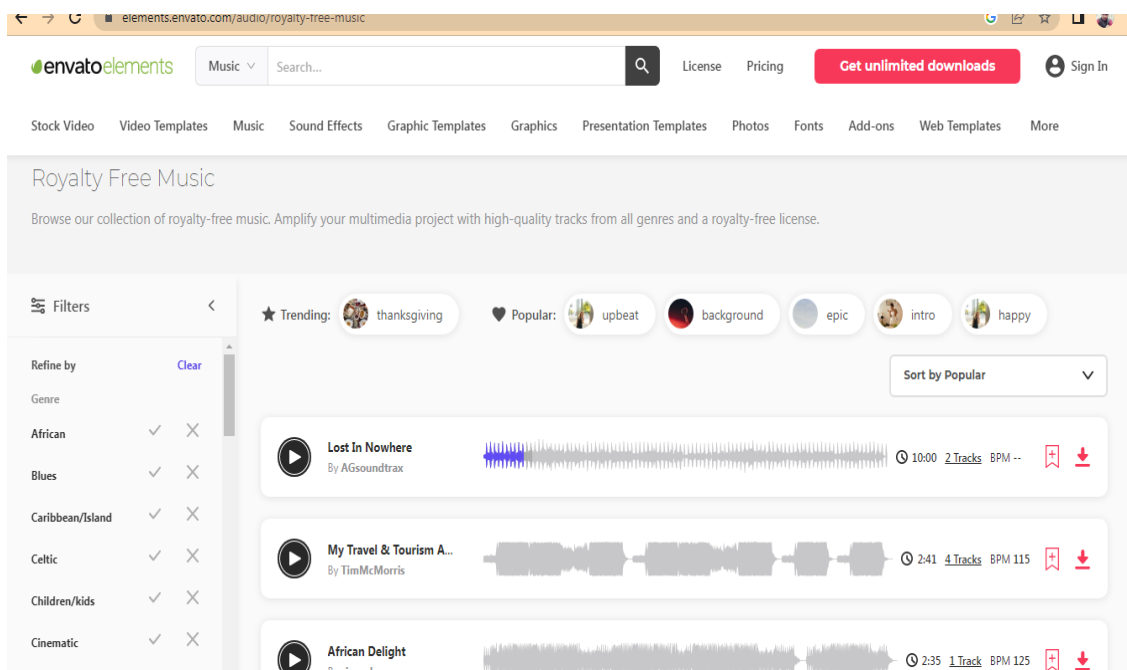 elements.envato.com/audio/royalty-free-music
envatoelements
Music
Search...
License
Pricing
Get unlimited downloads
Sign In
Stock Video
Video Templates
Music
Sound Effects
Graphic Templates
Graphics
Presentation Templates
Photos
Fonts
Add-ons
Web Templates
More
Royalty Free Music
Browse our collection of royalty-free music. Amplify your multimedia project with high-quality tracks from all genres and a royalty-free license.
Filters
Trending:
thanksgiving
Popular:
upbeat
background
epic
intro
happy
Refine by
Clear
Sort by Popular
Genre
African
Blues
Caribbean/Island
Celtic
Children/kids
Cinematic
Lost In Nowhere
By AGsoundtrax
10:00 2 Tracks BPM --
My Travel & Tourism A...
By TimMcMorris
2:41 4 Tracks BPM 115
African Delight
2:35 1 Track BPM 125